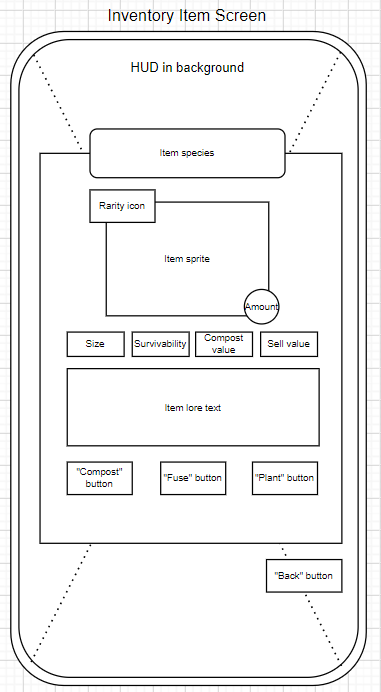 Inventory Item Screen
HUD in background
Item species
Rarity icon
Item sprite
Amount
Size
Survivability
Compost
value
Sell value
Item lore text
"Compost"
button
"Fuse" button
"Plant" button
"Back" button